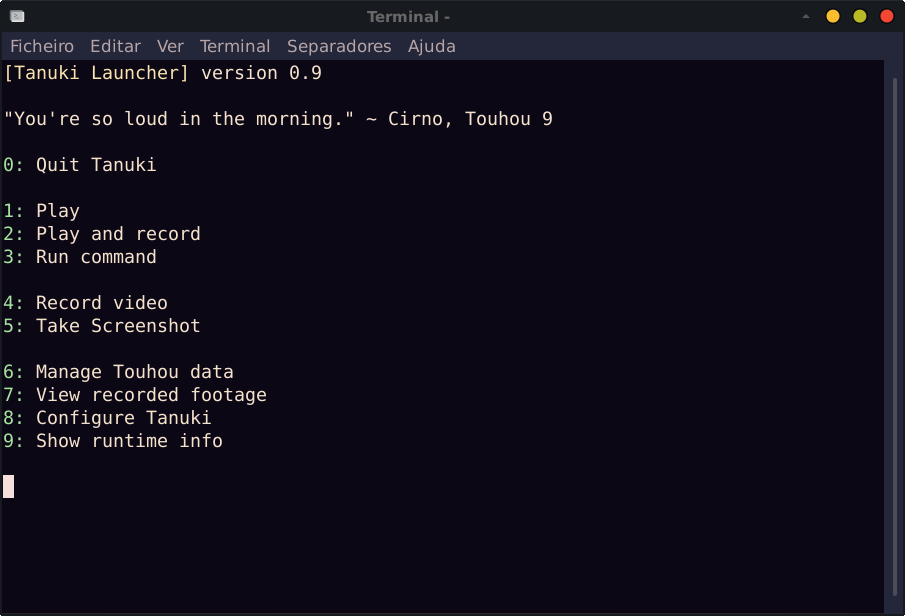 Terminal -
Ficheiro Editar Ver Terminal Separadores Ajuda
[Tanuki Launcher] version 0.9
"You're so loud in the morning." ~ Cirno, Touhou 9
0: Quit Tanuki
1: Play
2: Play and record
3: Run command
4: Record video
5: Take Screenshot
6: Manage Touhou data
7: View recorded footage
8: Configure Tanuki
9: Show runtime info